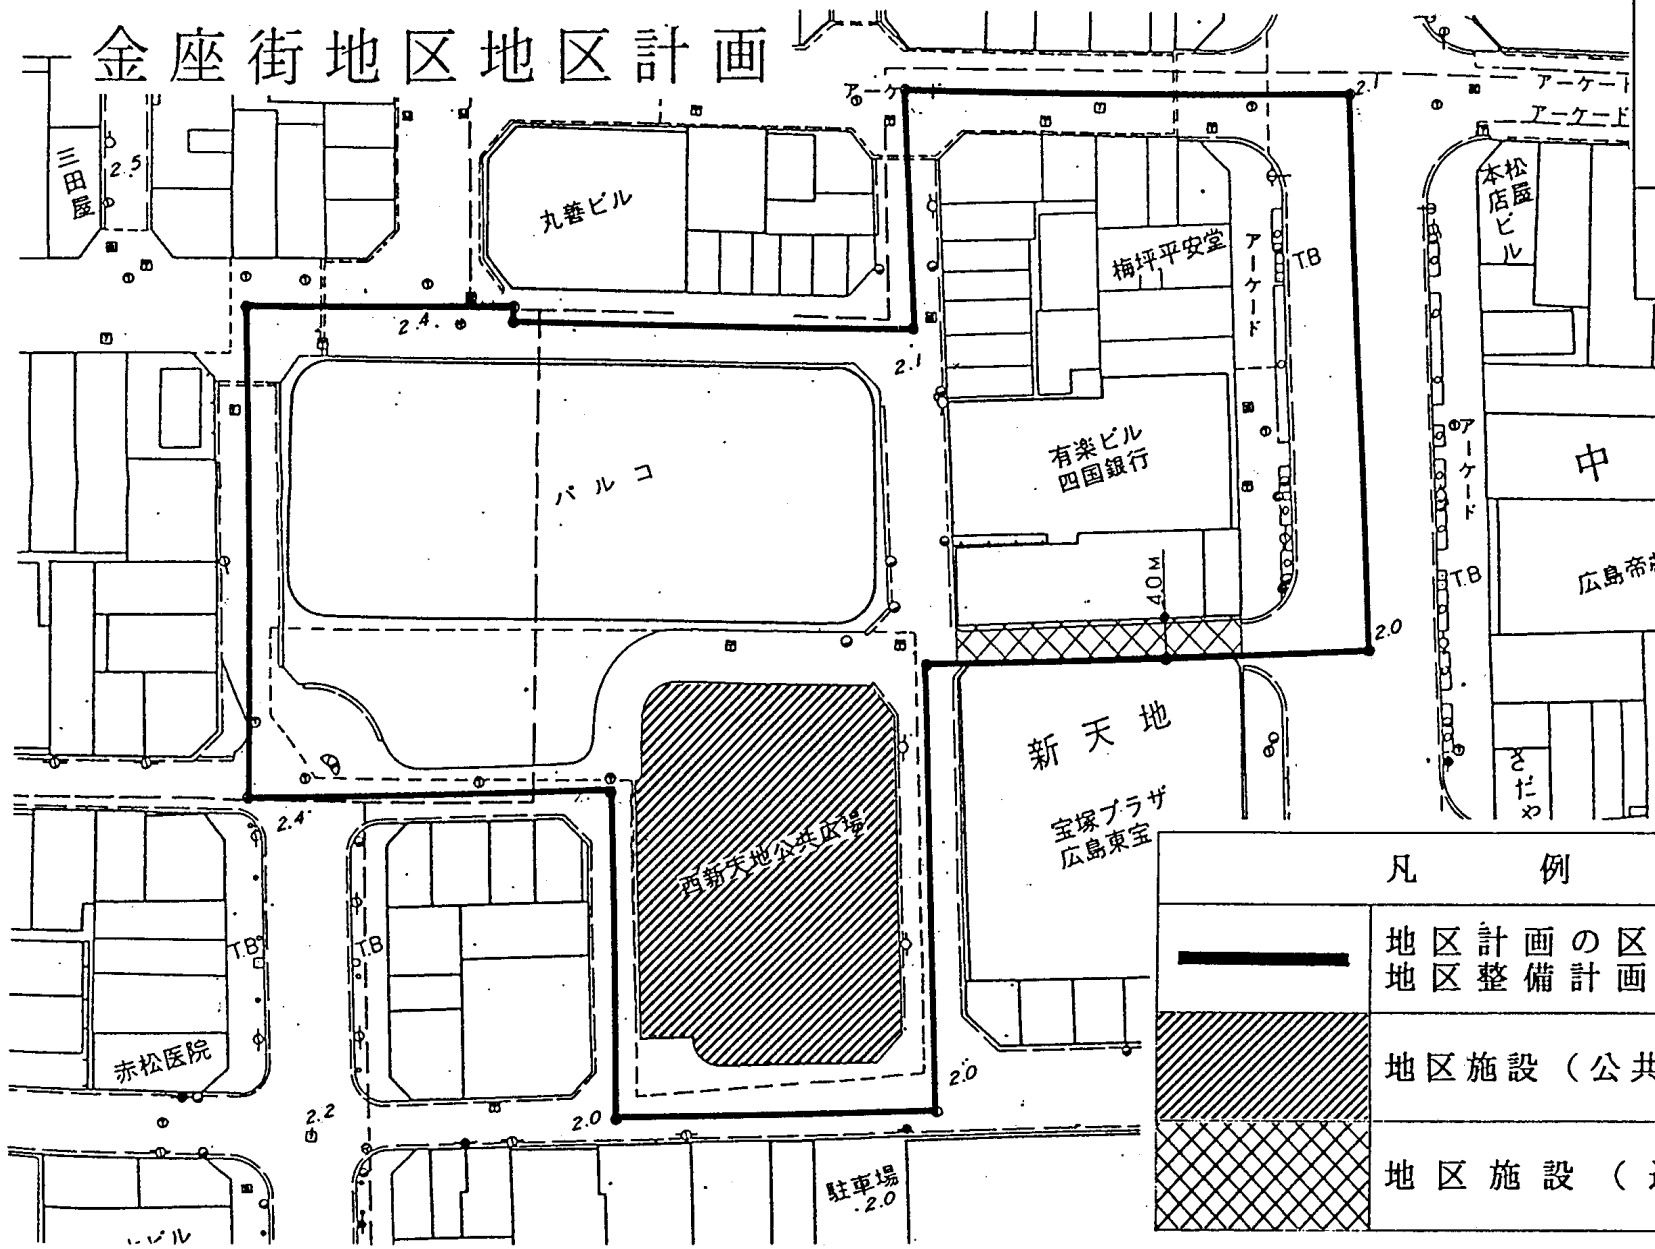 金座街地区地区計画
アーケ
2.1
アーケー
アーケード
三田屋
2.5
丸善ビル
本松
店屋
ビル
梅坪平安堂
アーケード
T.B
2.4
2.1
パルコ
有楽ビル
四国銀行
アーケード
中
T.B
広島帝
4.0M
2.0
新天地
さだや
2.4
宝塚プラザ
広島東宝
西新天地公共広場
T.B
T.B
赤松医院
2.0
2.2
2.0
駐車場
2.0
ビル
凡例
地区計画の区
地区整備計画
地区施設（公共
地区施設（